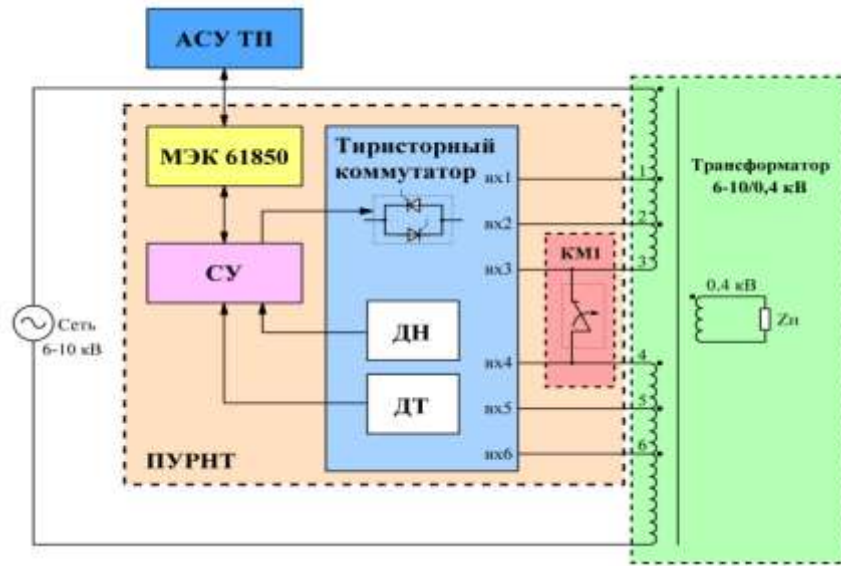 АСУ ТП
МЭК 61850
СУ
Тиристорный
коммутатор
вх1
вх2
вх3
вх4
вх5
вх6
ДН
ДТ
ПУРНТ
КМ1
Сеть
6-10 кВ
1
2
3
4
5
6
Трансформатор
6-10/0,4 кВ
0,4 кВ
Zн